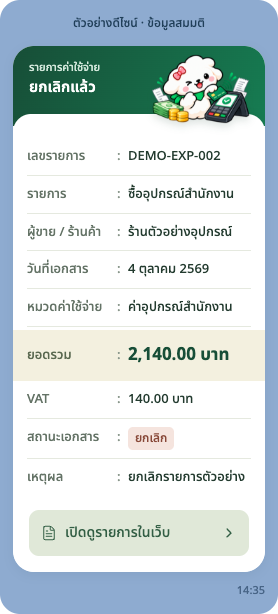 ตัวอย่างดีไซน์ · ข้อมูลสมมติ
รายการค่าใช้จ่าย
ยกเลิกแล้ว
เลขรายการ : DEMO-EXP-002
รายการ : ซื้ออุปกรณ์สำนักงาน
ผู้ขาย / ร้านค้า : ร้านตัวอย่างอุปกรณ์
วันที่เอกสาร : 4 ตุลาคม 2569
หมวดค่าใช้จ่าย : ค่าอุปกรณ์สำนักงาน
ยอดรวม : 2,140.00 บาท
VAT : 140.00 บาท
สถานะเอกสาร : ยกเลิก
เหตุผล : ยกเลิกรายการตัวอย่าง
เปิดดูรายการในเว็บ
14:35